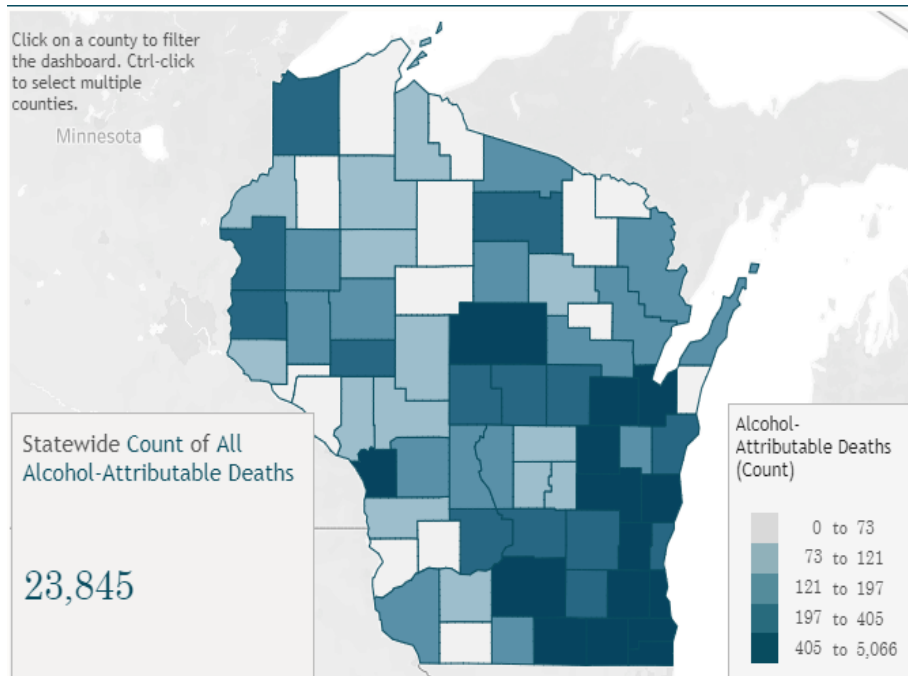 Click on a county to filter
the dashboard. Ctrl-click
to select multiple
counties.
Minnesota
Statewide Count of All
Alcohol-Attributable Deaths
23,845
Alcohol-
Attributable Deaths
(Count)
0 to 73
73 to 121
121 to 197
197 to 405
405 to 5,066